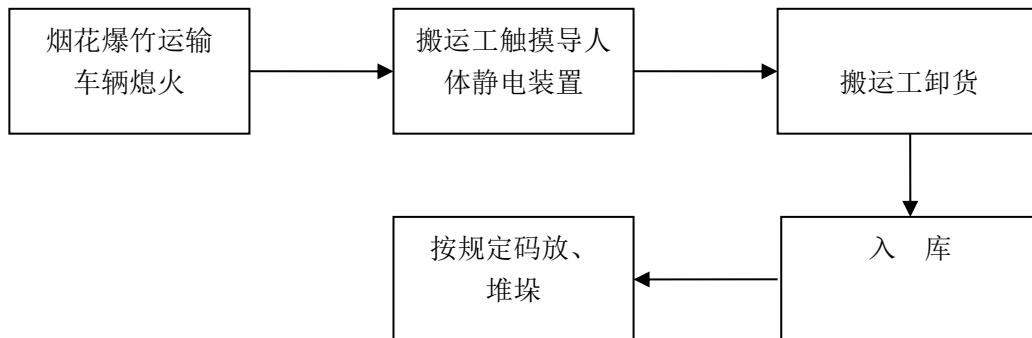 烟花爆竹运输
车辆熄火
搬运工触摸导人
体静电装置
搬运工卸货
入　库
按规定码放、
堆垛